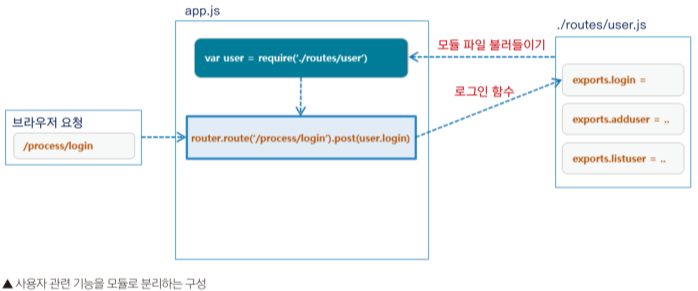 app.js
./routes/user.js
var user = require('./routes/user')
모듈 파일 불러들이기
exports.login =
로그인 함수
브라우저 요청
/process/login
router.route('/process/login').post(user.login)
exports.adduser = ..
exports.listuser = ..
▲ 사용자 관련 기능을 모듈로 분리하는 구성